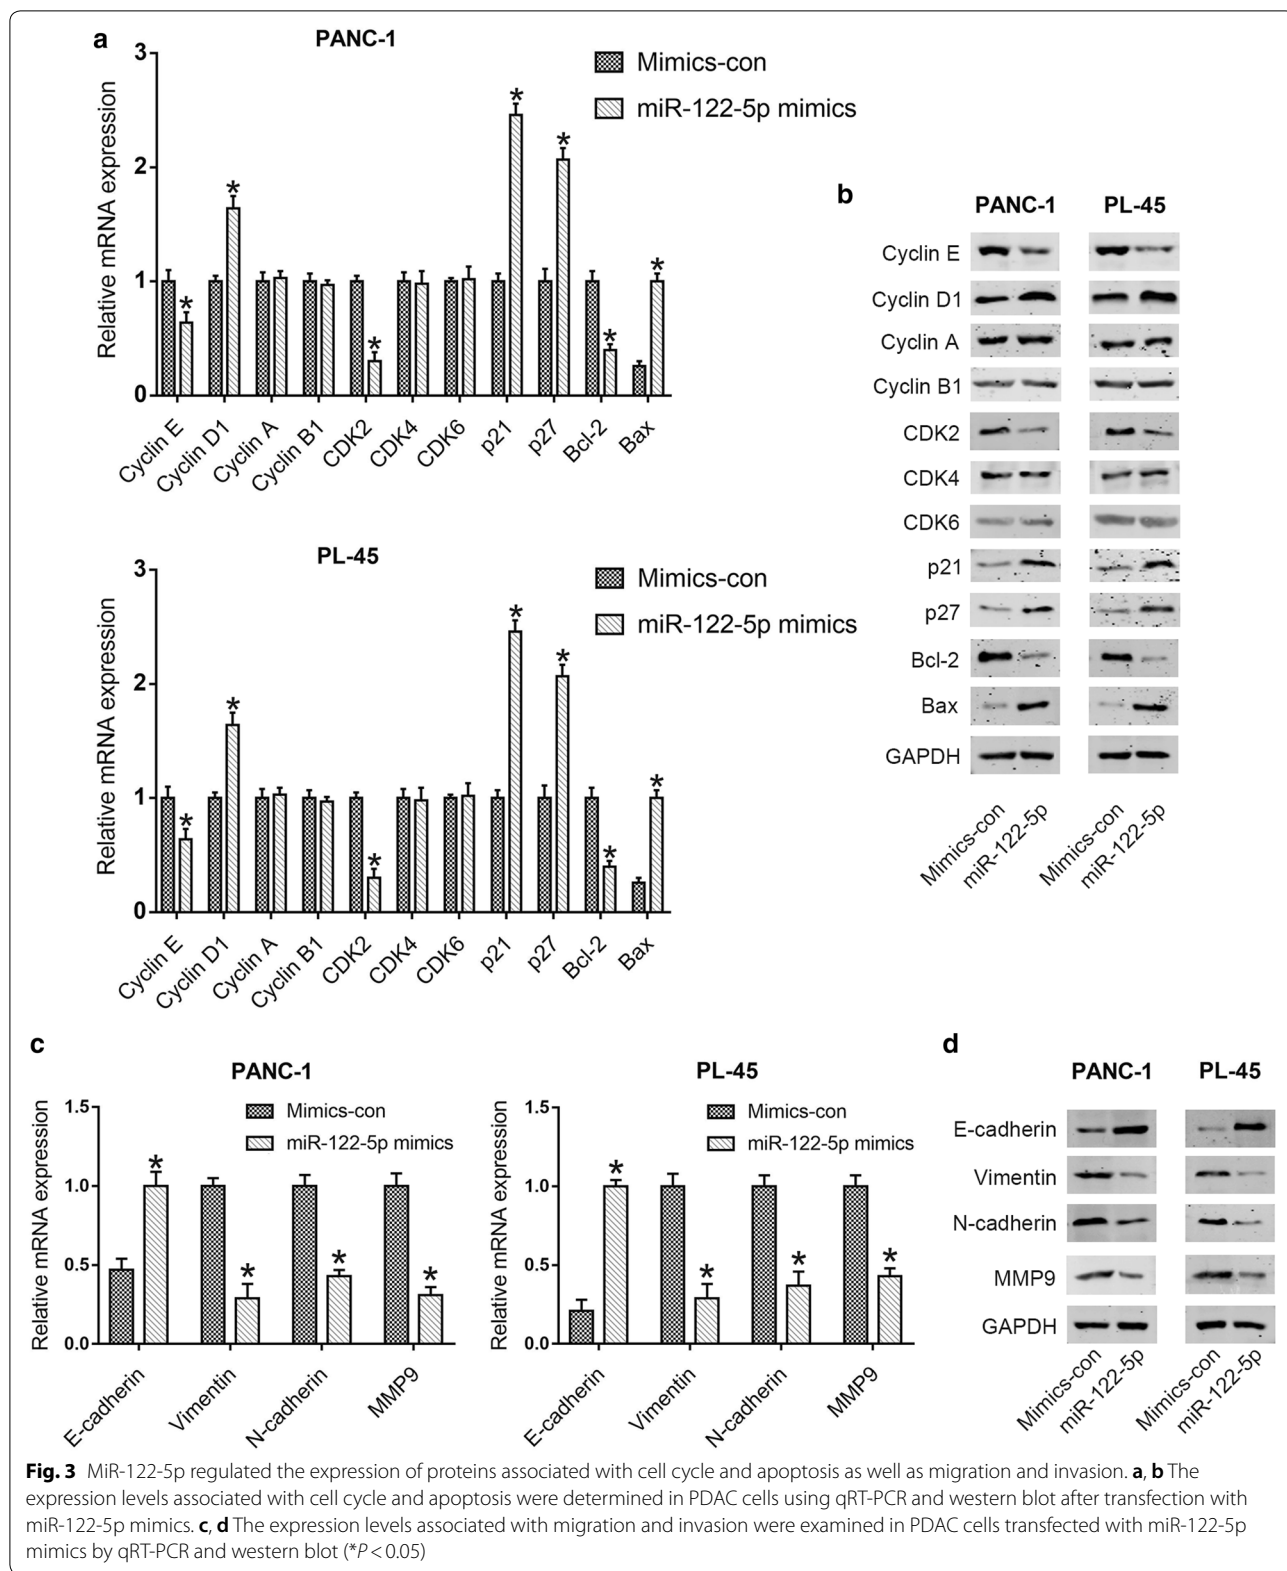 a
PANC-1
3
2
1
0
Relative mRNA expression
Mimics-con
miR-122-5p mimics
*
*
*
*
*
*
*
Cyclin E
Cyclin D1
Cyclin A
Cyclin B1
CDK2
CDK4
CDK6
p21
p27
Bcl-2
Bax
PL-45
3
2
1
0
Relative mRNA expression
Mimics-con
miR-122-5p mimics
*
*
*
*
*
*
*
Cyclin E
Cyclin D1
Cyclin A
Cyclin B1
CDK2
CDK4
CDK6
p21
p27
Bcl-2
Bax
b
PANC-1 PL-45
Cyclin E
Cyclin D1
Cyclin A
Cyclin B1
CDK2
CDK4
CDK6
p21
p27
Bcl-2
Bax
GAPDH
Mimics-con
miR-122-5p
Mimics-con
miR-122-5p
c
PANC-1
1.5
1.0
0.5
0.0
Relative mRNA expression
Mimics-con
miR-122-5p mimics
*
*
*
*
E-cadherin
Vimentin
N-cadherin
MMP9
PL-45
1.5
1.0
0.5
0.0
Relative mRNA expression
Mimics-con
miR-122-5p mimics
*
*
*
*
E-cadherin
Vimentin
N-cadherin
MMP9
d
PANC-1 PL-45
E-cadherin
Vimentin
N-cadherin
MMP9
GAPDH
Mimics-con
miR-122-5p
Mimics-con
miR-122-5p
Fig. 3 MiR-122-5p regulated the expression of proteins associated with cell cycle and apoptosis as well as migration and invasion. a, b The
expression levels associated with cell cycle and apoptosis were determined in PDAC cells using qRT-PCR and western blot after transfection with
miR-122-5p mimics. c, d The expression levels associated with migration and invasion were examined in PDAC cells transfected with miR-122-5p
mimics by qRT-PCR and western blot (*P < 0.05)